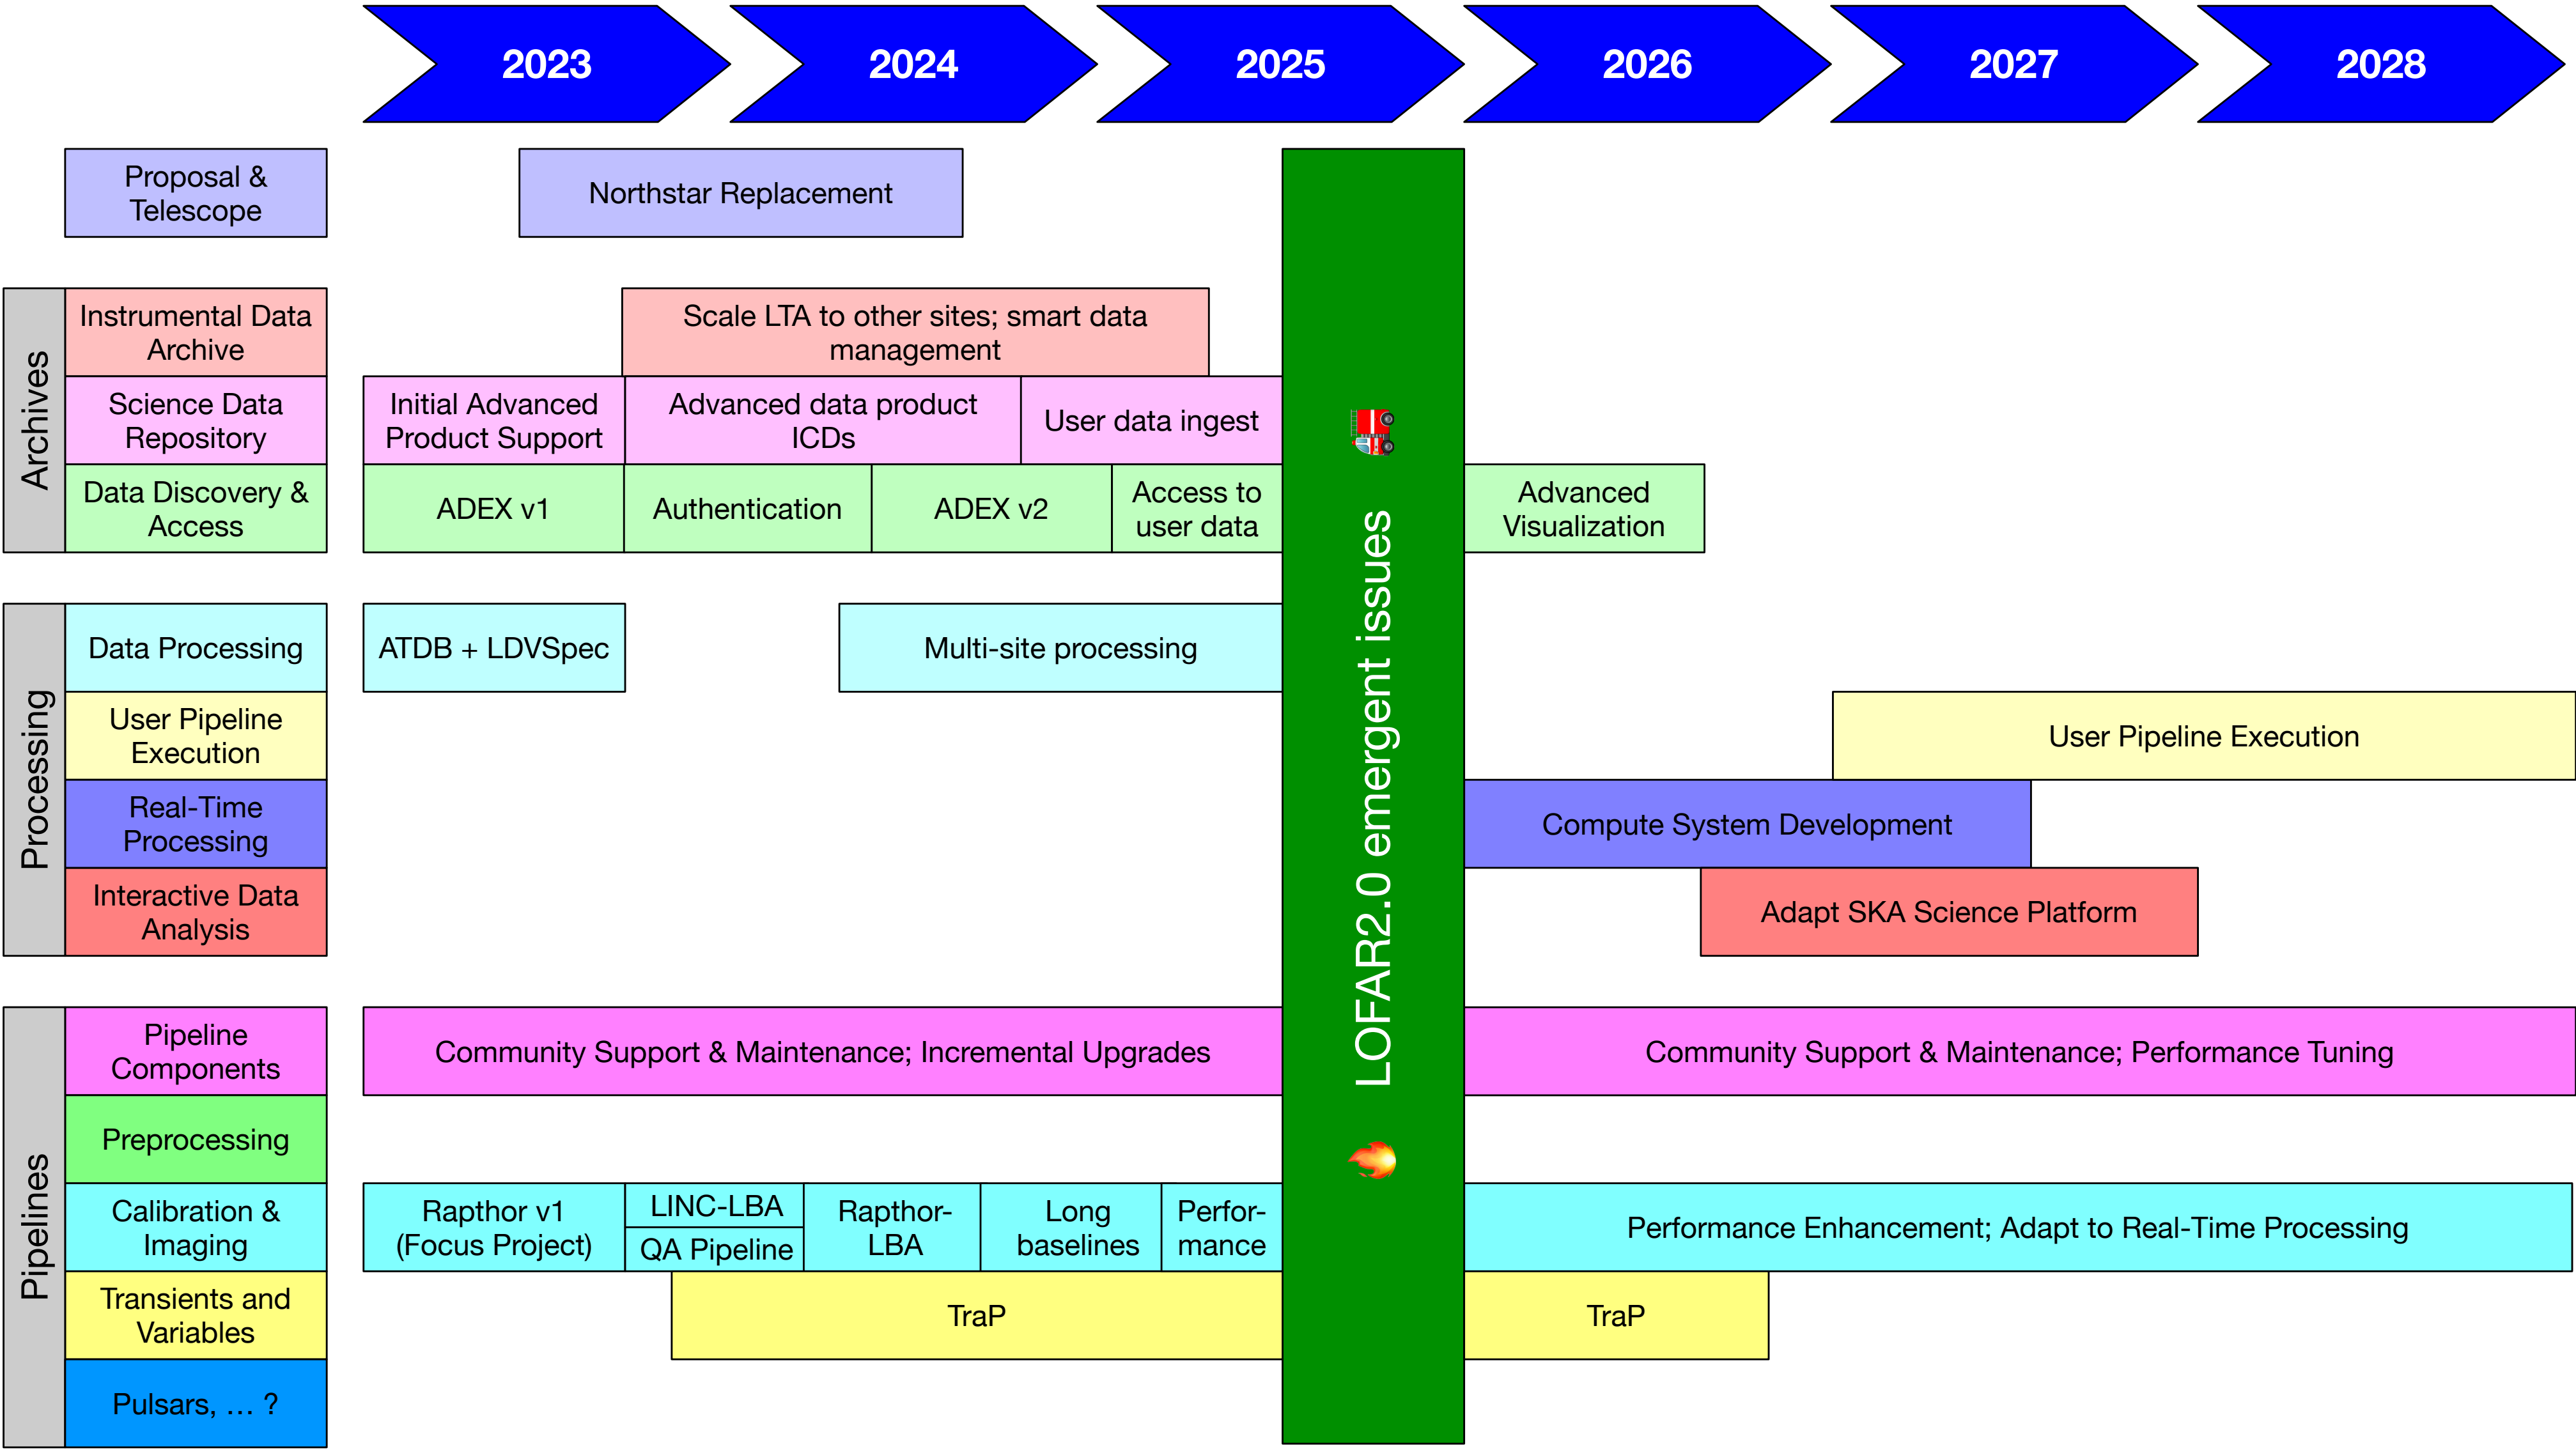 2023
2024
2025
2026
2027
2028
Proposal &
Telescope
Northstar Replacement
Archives
Instrumental Data
Archive
Scale LTA to other sites; smart data
management
Science Data
Repository
Initial Advanced
Product Support
Advanced data product
ICDs
User data ingest
Data Discovery &
Access
ADEX v1
Authentication
ADEX v2
Access to
user data
Advanced
Visualization
LOFAR2.0 emergent issues
Processing
Data Processing
ATDB + LDVSpec
Multi-site processing
User Pipeline
Execution
User Pipeline Execution
Real-Time
Processing
Compute System Development
Interactive Data
Analysis
Adapt SKA Science Platform
Pipelines
Pipeline
Components
Community Support & Maintenance; Incremental Upgrades
Community Support & Maintenance; Performance Tuning
Preprocessing
Calibration &
Imaging
Rapthor v1
(Focus Project)
LINC-LBA
QA Pipeline
Rapthor-
LBA
Long
baselines
Perfor-
mance
Performance Enhancement; Adapt to Real-Time Processing
Transients and
Variables
TraP
TraP
Pulsars, … ?